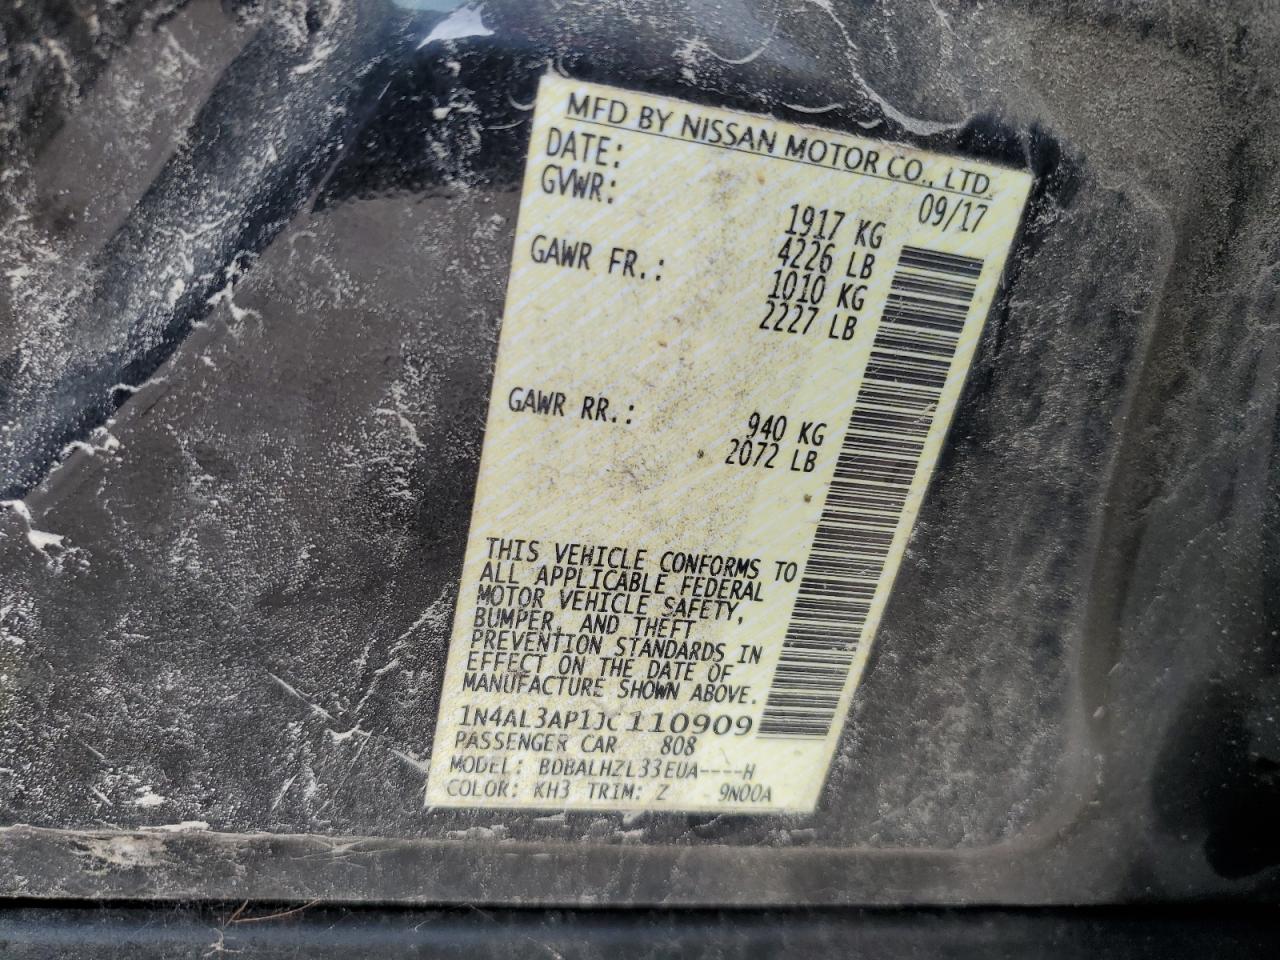 MFD BY NISSAN MOTOR CO., LTD.
DATE: 09/17
GVWR: 1917 KG
4226 LB
GAWR FR.: 1010 KG
2227 LB
GAWR RR.: 940 KG
2072 LB
THIS VEHICLE CONFORMS TO
ALL APPLICABLE FEDERAL
MOTOR VEHICLE SAFETY,
BUMPER, AND THEFT
PREVENTION STANDARDS IN
EFFECT ON THE DATE OF
MANUFACTURE SHOWN ABOVE.
1N4AL3AP1JC110909
PASSENGER CAR 808
MODEL: BDBALHZL33EUA----H
COLOR: KH3 TRIM: Z 9N00A